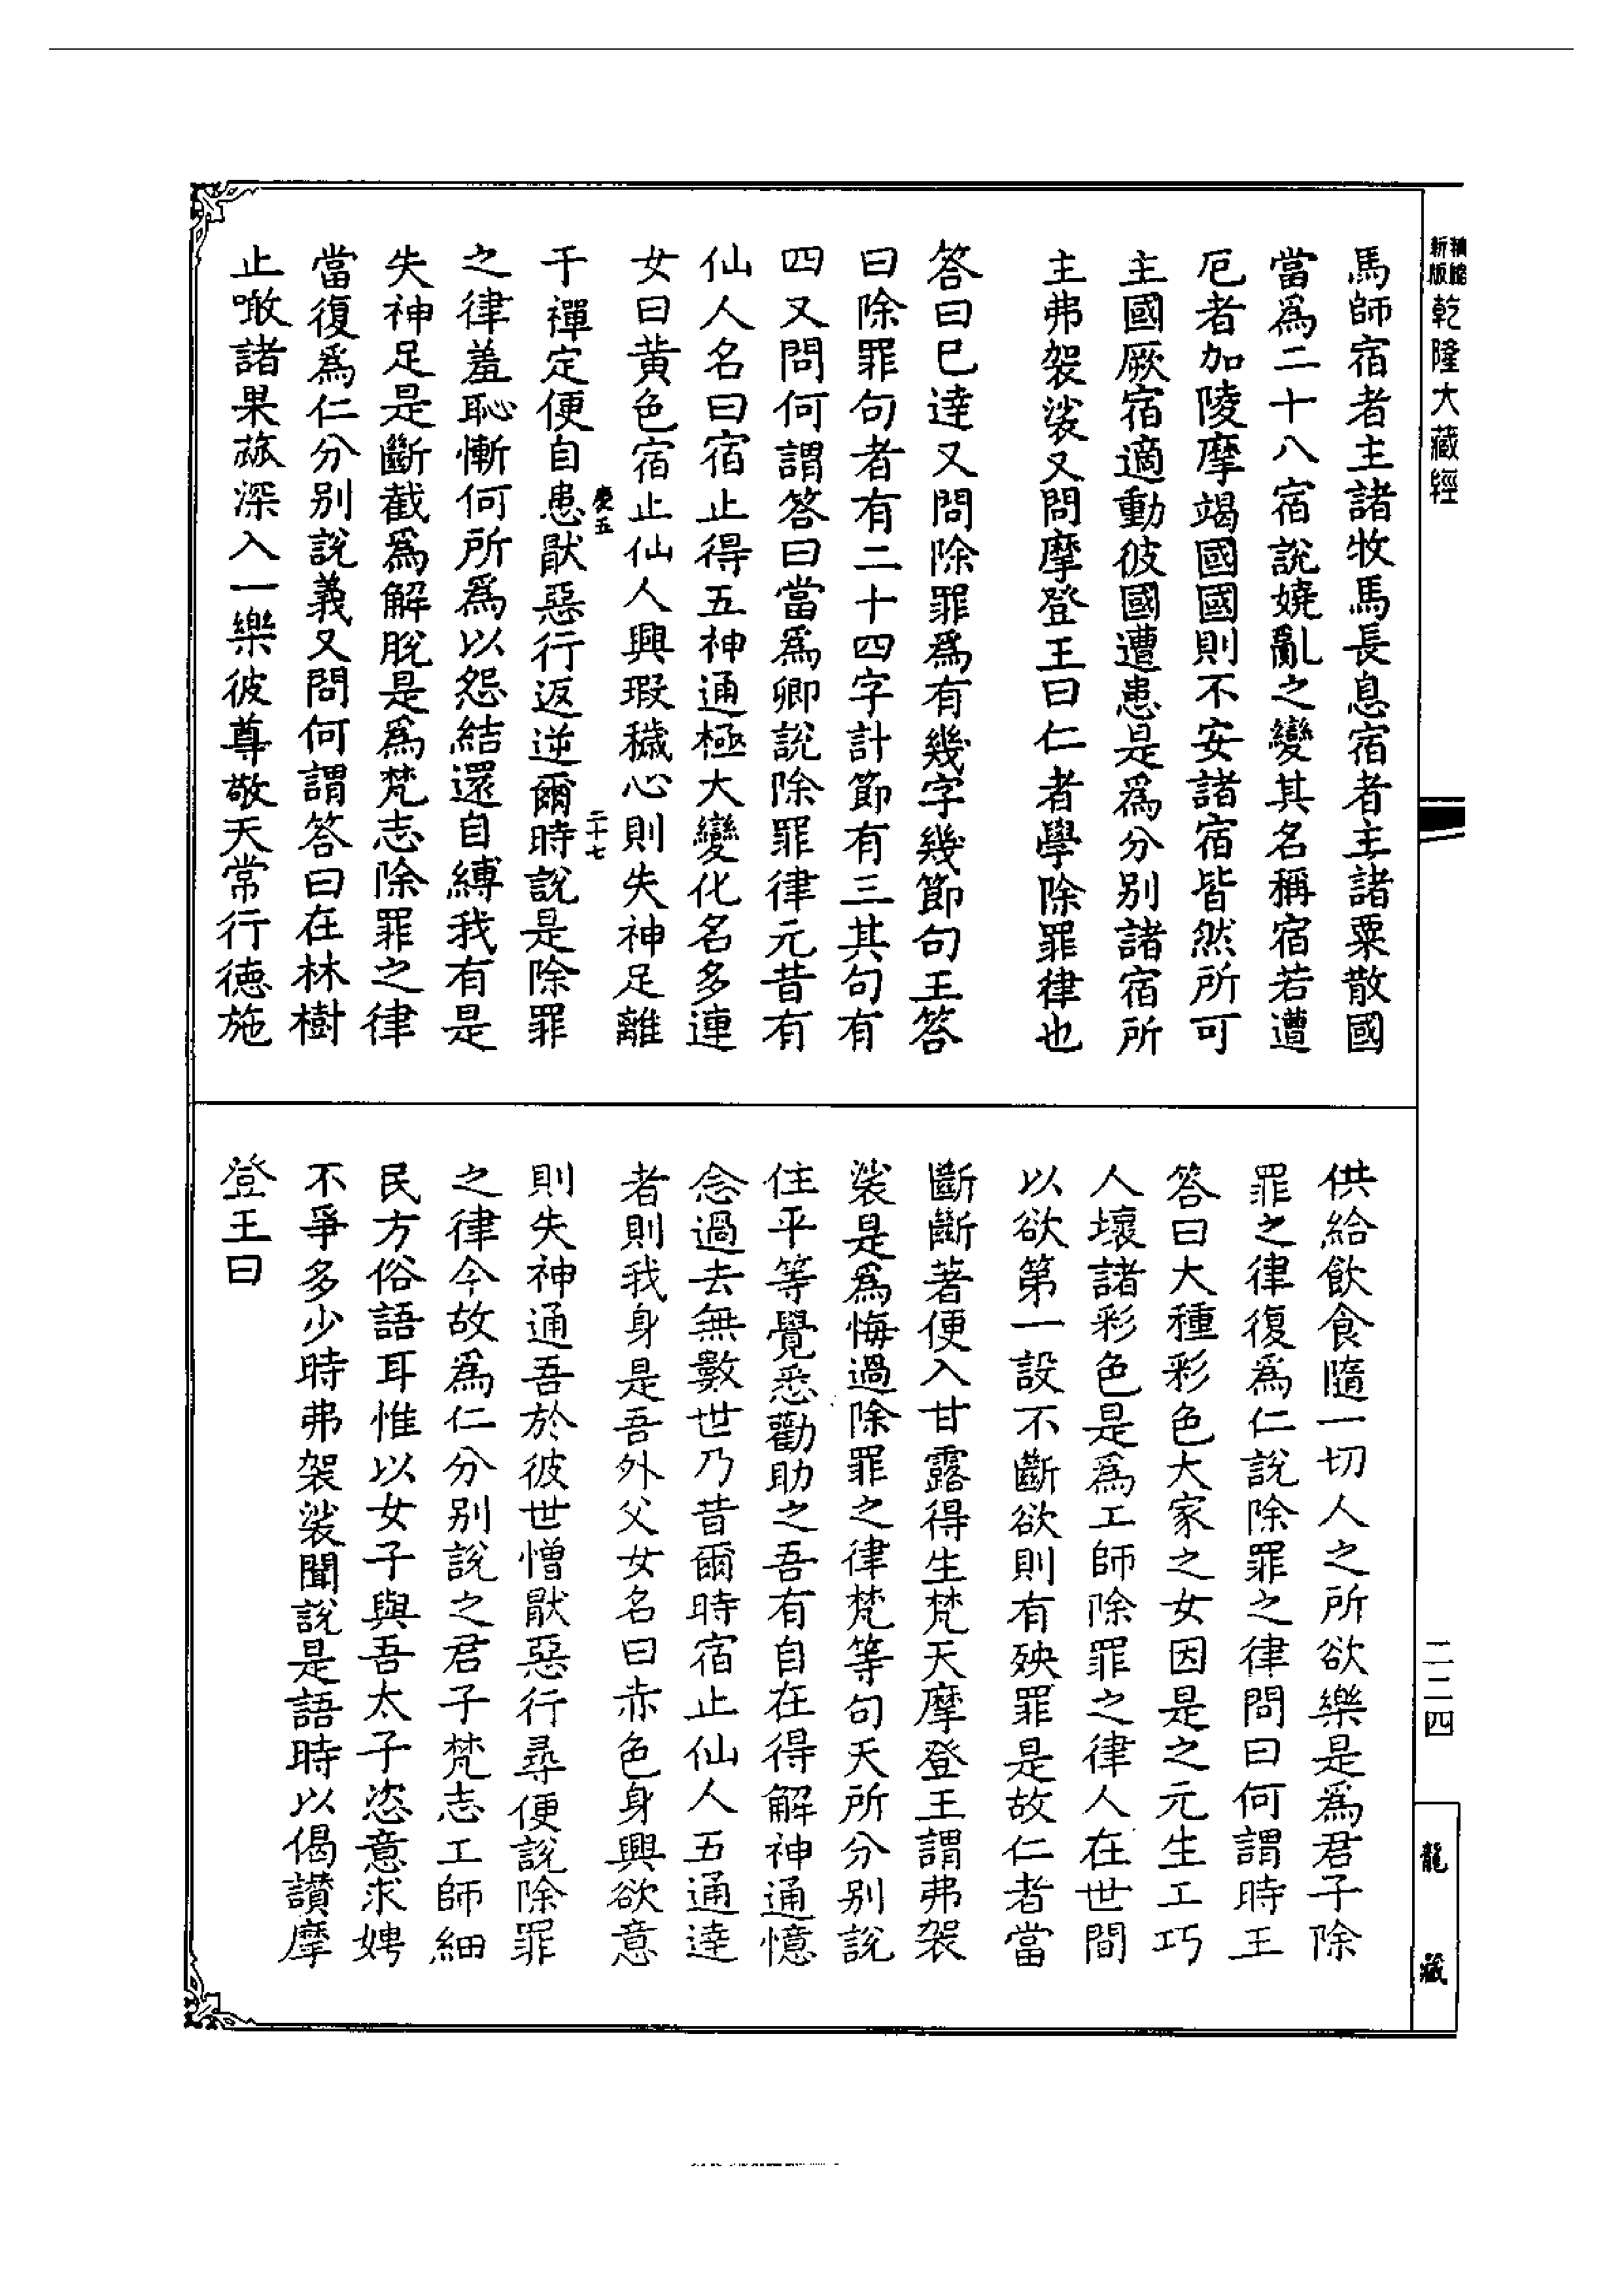 新版
縮
乾隆大藏經
馬師宿者主諸牧馬長息宿者主諸粟散國
當爲二十八宿說嬈亂之變其名稱宿若遭
厄者加陵摩竭國國則不安諸宿皆然所可
主國厥宿適動彼國遭患是爲分别諸宿所
主弗袈裟又問摩登王曰仁者學除罪律也
答曰已達又問除罪爲有幾字幾節句王答
曰除罪句者有二十四字計節有三其句有
四又問何謂答曰當爲卿說除罪律元昔有
仙人名曰宿止得五神通極大變化名多連
女曰黄色宿止仙人興瑕穢心則失神足離
慶五
二十七
于禪定便自患厭惡行返逆爾時說是除罪
之律羞恥慚何所爲以怨結還自縛我有是
失神足是斷截爲解脫是爲梵志除罪之律
當復爲仁分别說義又問何謂答曰在林樹
止噉諸果蓏深入一樂彼尊敬天常行德施
供給飲食隨一切人之所欲樂是爲君子除
罪之律復爲仁說除罪之律問曰何謂時王
答曰大種彩色大家之女因是之元生工巧
人壞諸彩色是爲工師除罪之律人在世間
以欲第一設不斷欲則有殃罪是故仁者當
斷斷著便入甘露得生梵天摩登王謂弗袈
裟是爲悔過除罪之律梵等句天所分别說
住平等覺悉勸助之吾有自在得解神通憶
念過去無數世乃昔爾時宿止仙人五通達
者則我身是吾外父女名曰赤色身興欲意
則失神通吾於彼世憎厭惡行尋便說除罪
之律今故爲仁分别說之君子梵志工師細
民方俗語耳惟以女子與吾太子恣意求娉
不爭多少時弗袈裟聞說是語時以偈讃摩
登王曰
二二四
龍藏